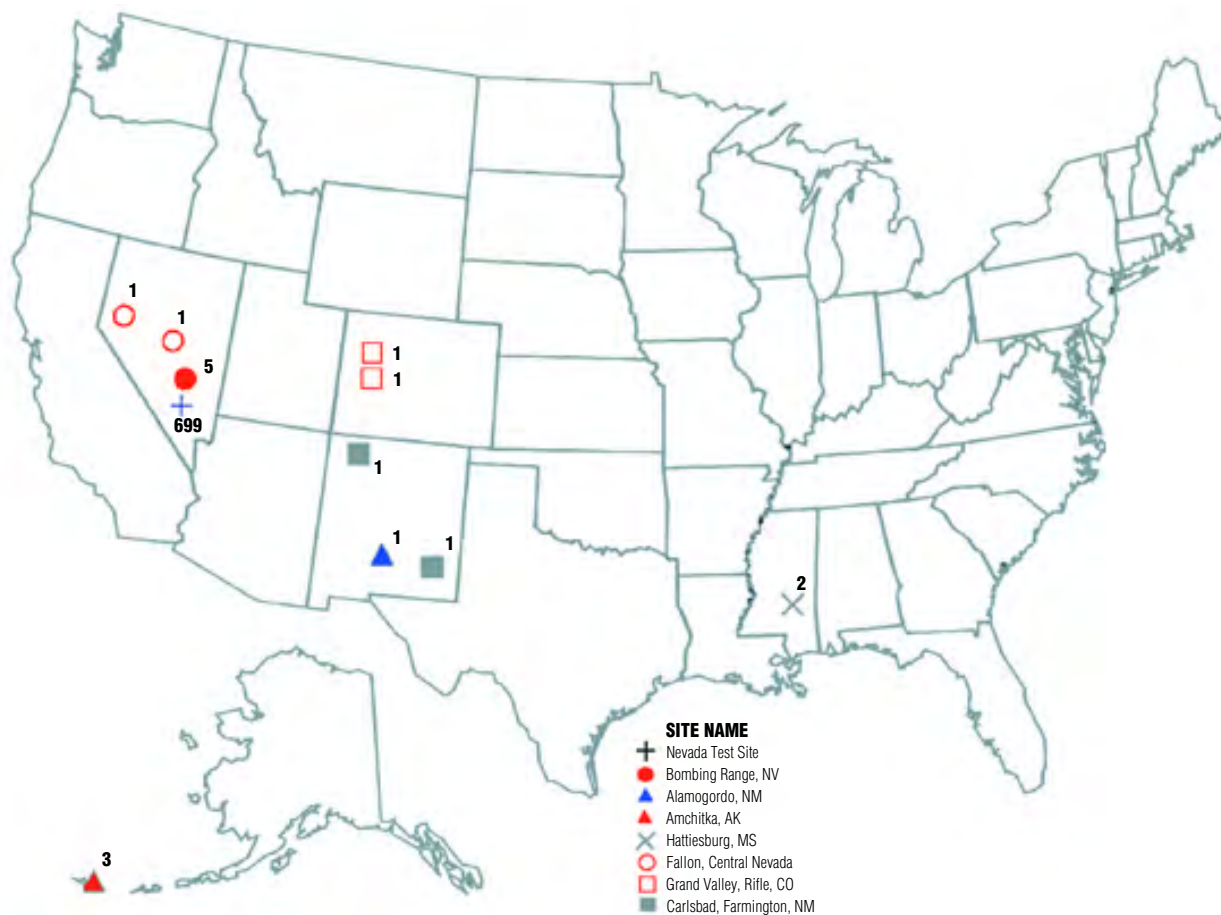 1
1
5
699
1
1
1
1
1
2
3
SITE NAME
Nevada Test Site
Bombing Range, NV
Alamogordo, NM
Amchitka, AK
Hattiesburg, MS
Fallon, Central Nevada
Grand Valley, Rifle, CO
Carlsbad, Farmington, NM